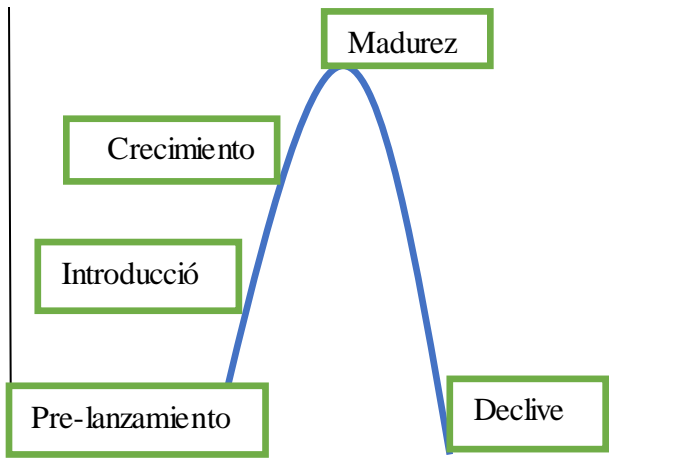 Madurez
Crecimiento
Introducció
Pre-lanzamiento
Declive